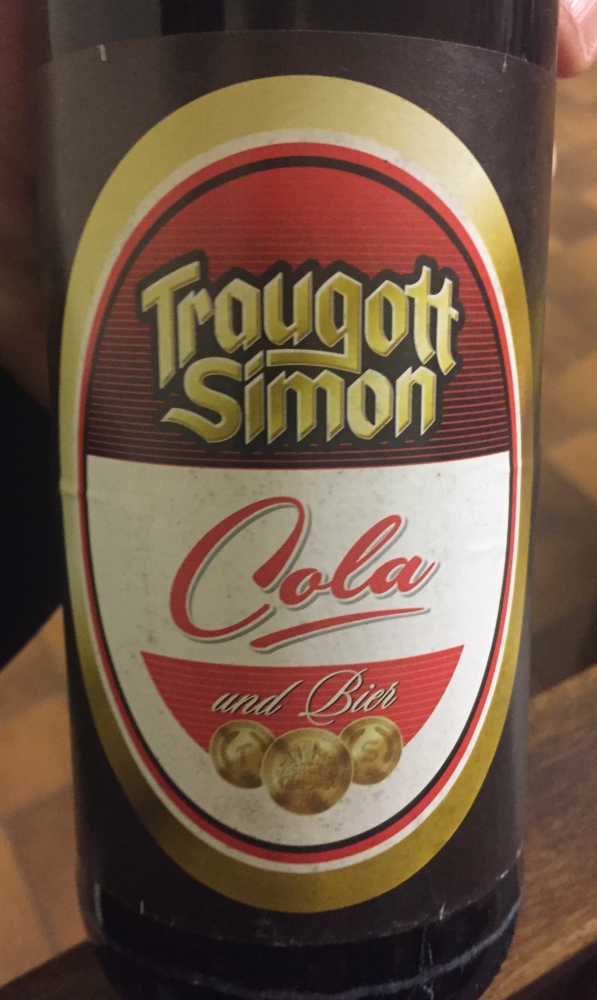 Traugott
Simon
Cola
und Bier
T S